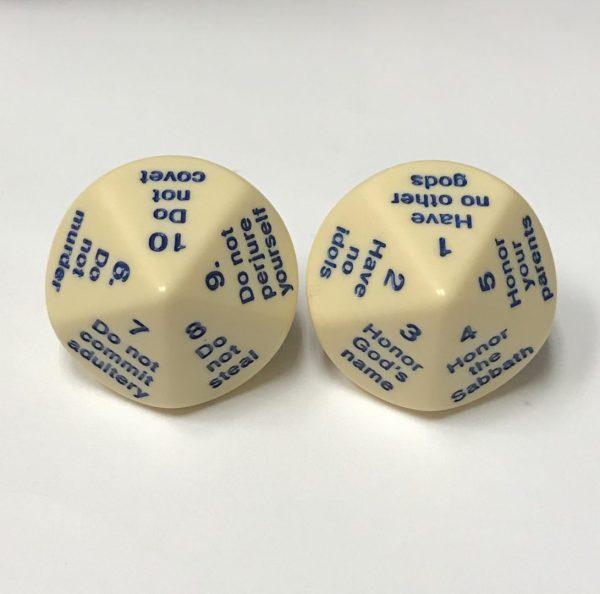 10
Do
not
covet
6.
Do
not
murder
7
Do not
commit
adultery
8
Do
not
steal
9.
Do not
perjure
yourself
1
Have
no other
gods
2
Have
no
idols
3
Honor
God's
name
4
Honor
the
Sabbath
5
Honor
your
parents